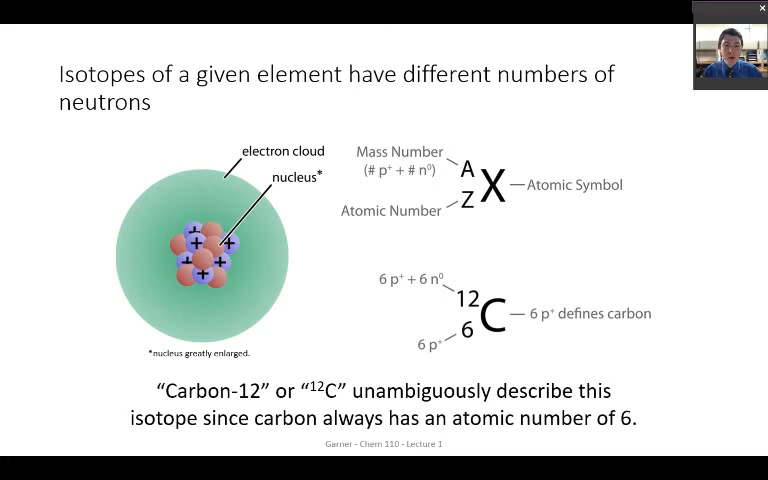 Isotopes of a given element have different numbers of
neutrons
electron cloud
nucleus*
+ + + + + + +
*nucleus greatly enlarged.
Mass Number
(# p⁺ + # n⁰)
A
Z
X
Atomic Symbol
Atomic Number
6 p⁺ + 6 n⁰
12
6
C
6 p⁺ defines carbon
6 p⁺
“Carbon-12” or “¹²C” unambiguously describe this
isotope since carbon always has an atomic number of 6.
Garner - Chem 110 - Lecture 1